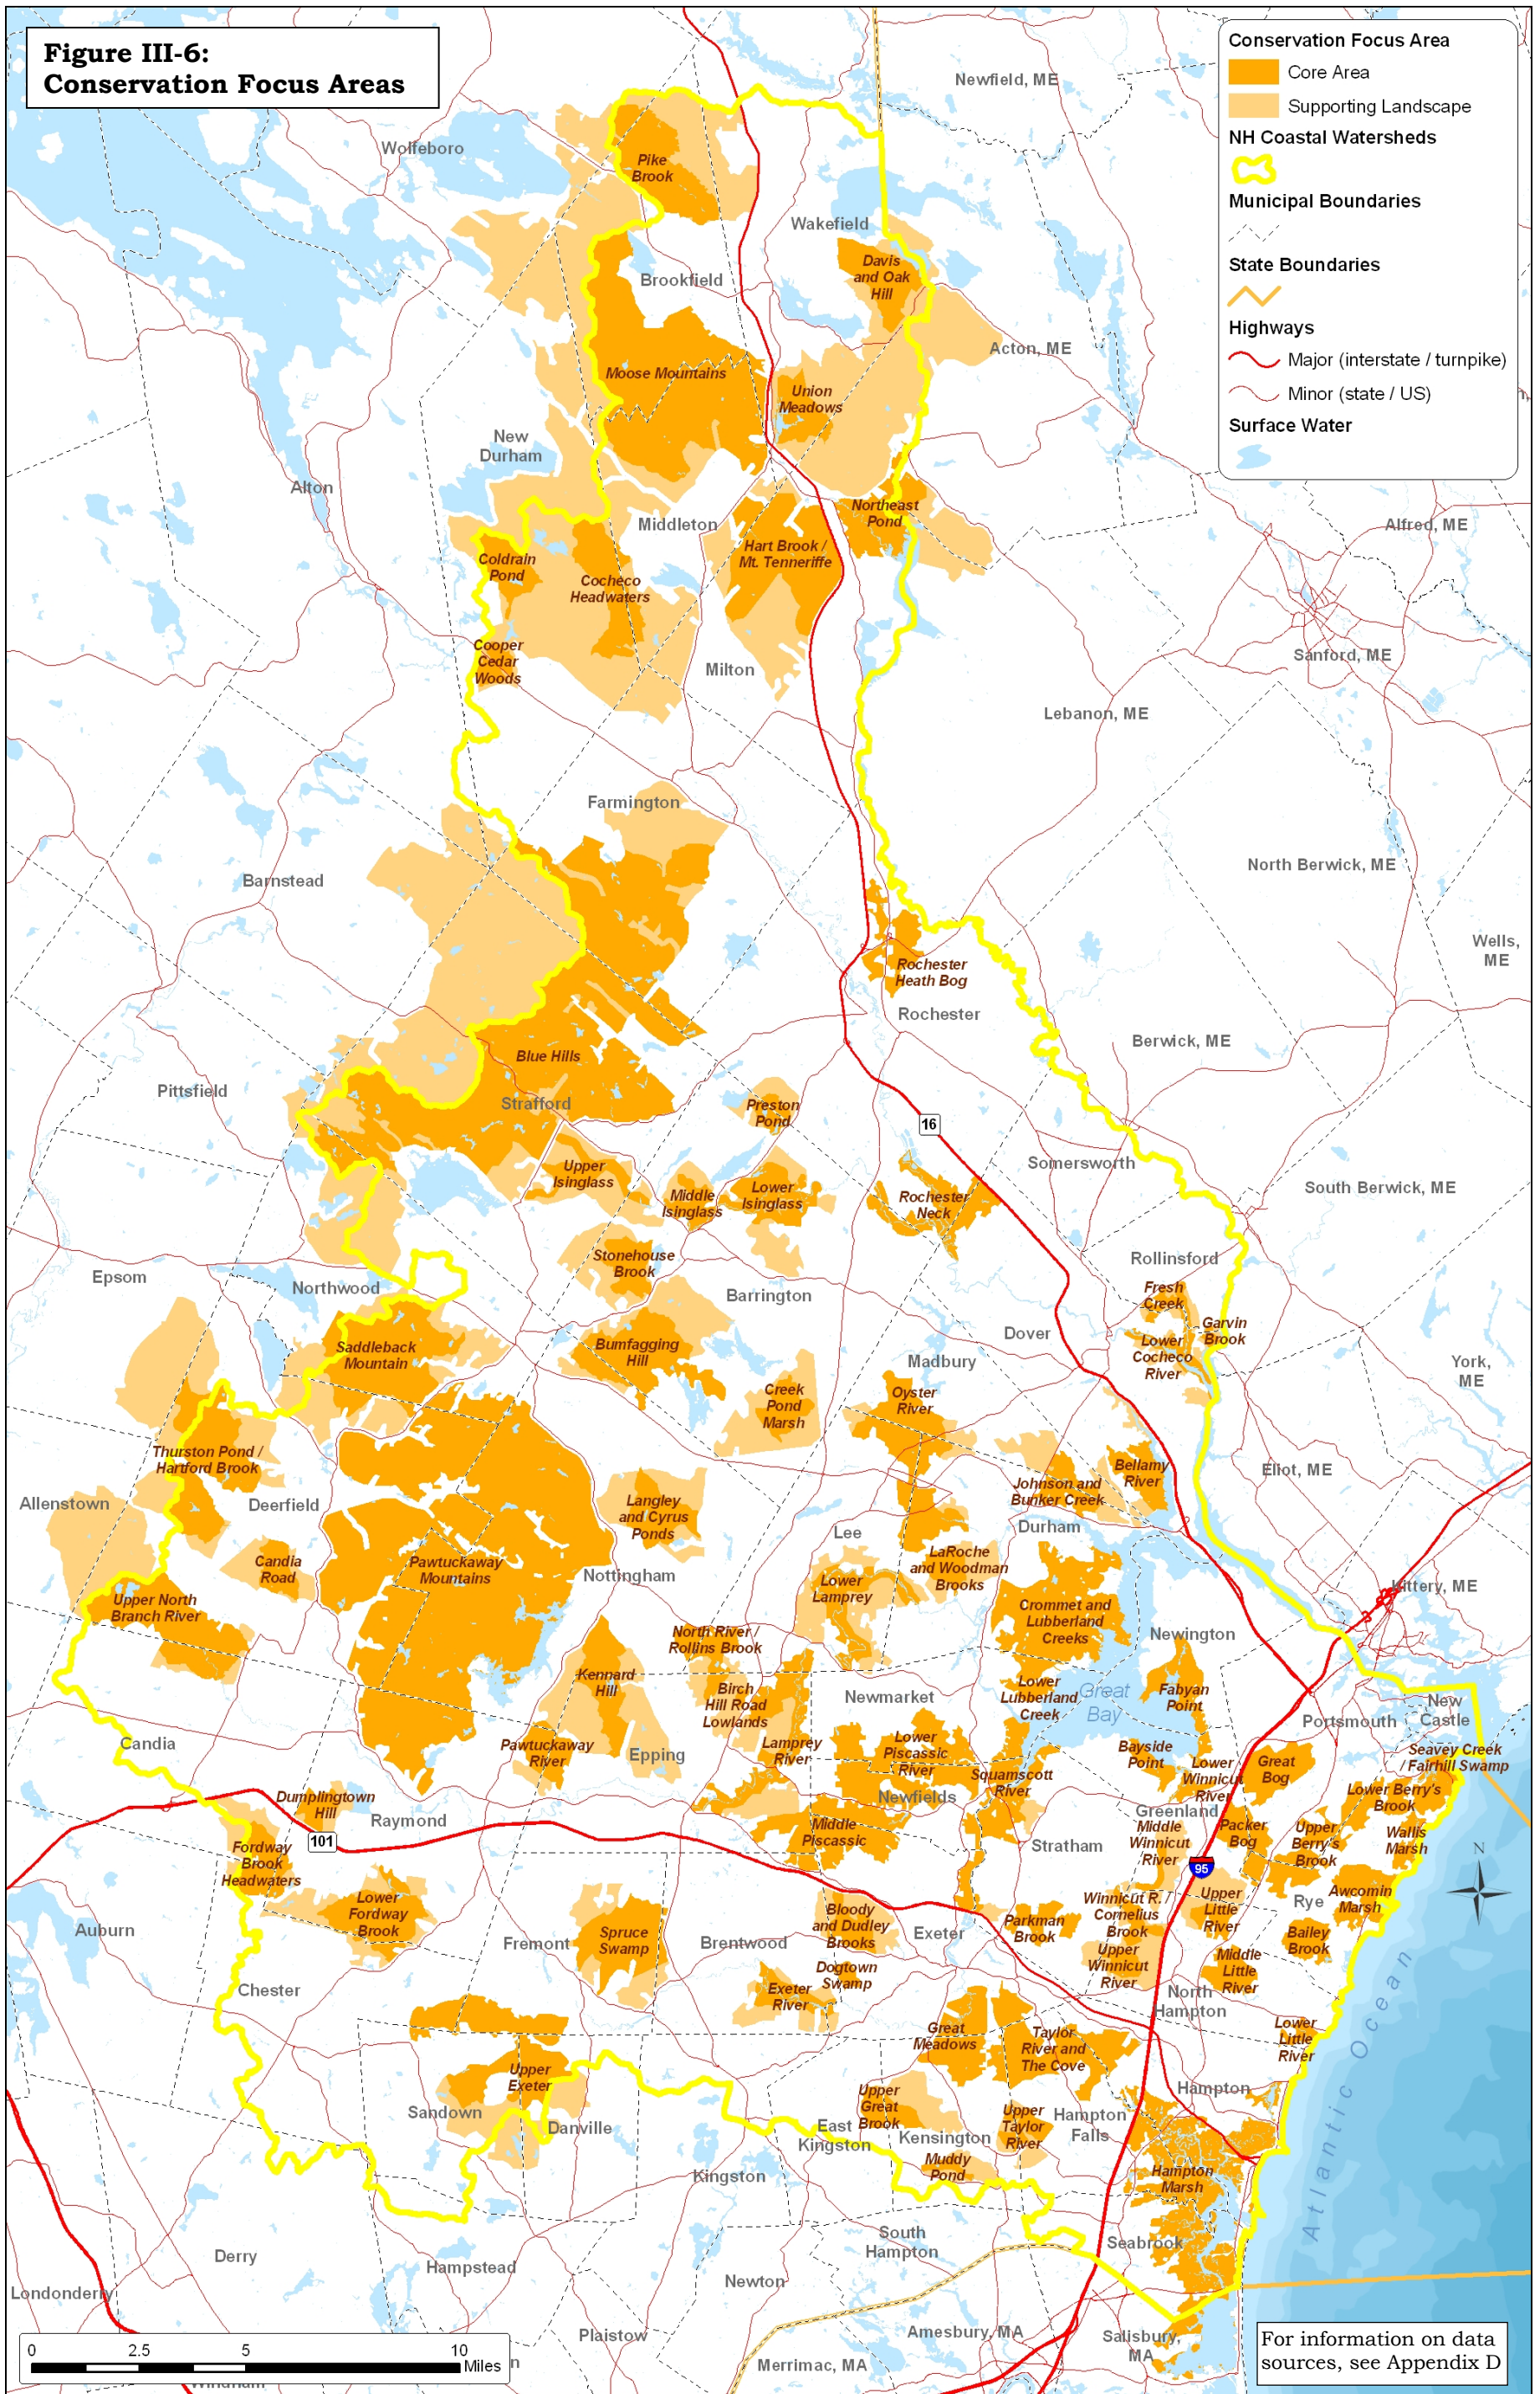 Figure III-6:
Conservation Focus Areas
Conservation Focus Area
Core Area
Supporting Landscape
NH Coastal Watersheds
Municipal Boundaries
State Boundaries
Highways
Major (interstate / turnpike)
Minor (state / US)
Surface Water
Newfield, ME
Wolfeboro
Pike
Brook
Wakefield
Davis
and Oak
Hill
Brookfield
Acton, ME
Moose Mountains
Union
Meadows
New
Durham
Alton
Middleton
Northeast
Pond
Alfred, ME
Hart Brook /
Mt. Tenneriffe
Coldrain
Pond
Cocheco
Headwaters
Cooper
Cedar
Woods
Milton
Sanford, ME
Lebanon, ME
Farmington
Barnstead
North Berwick, ME
Wells,
ME
Rochester
Heath Bog
Rochester
Berwick, ME
Blue Hills
Strafford
Pittsfield
Preston
Pond
16
Somersworth
Upper
Isinglass
Middle
Isinglass
Lower
Isinglass
Rochester
Neck
South Berwick, ME
Stonehouse
Brook
Rollinsford
Epsom
Northwood
Barrington
Fresh
Creek
Garvin
Brook
Dover
Lower
Cocheco
River
Saddleback
Mountain
Bumfagging
Hill
Madbury
York,
ME
Creek
Pond
Marsh
Oyster
River
Thurston Pond /
Hartford Brook
Bellamy
River
Eliot, ME
Johnson and
Bunker Creek
Allenstown
Deerfield
Langley
and Cyrus
Ponds
Lee
Durham
Candia
Road
Pawtuckaway
Mountains
Nottingham
LaRoche
and Woodman
Brooks
Lower
Lamprey
Kittery, ME
Upper North
Branch River
Crommet and
Lubberland
Creeks
North River /
Rollins Brook
Newington
Kennard
Hill
Birch
Hill Road
Lowlands
Newmarket
Lower
Lubberland
Creek
Great
Bay
Fabyan
Point
New
Castle
Portsmouth
Candia
Pawtuckaway
River
Epping
Lamprey
River
Lower
Piscassic
River
Bayside
Point
Lower
Winnicut
River
Great
Bog
Seavey Creek
/ Fairhill Swamp
Squamscott
River
Newfields
Lower Berry's
Brook
Dumplingtown
Hill
Raymond
101
Middle
Piscassic
Greenland
Stratham
Middle
Winnicut
River
Packer
Bog
Upper
Berry's
Brook
Wallis
Marsh
N
Fordway
Brook
Headwaters
95
Lower
Fordway
Brook
Auburn
Spruce
Swamp
Fremont
Brentwood
Bloody
and Dudley
Brooks
Exeter
Parkman
Brook
Winnicut R. /
Cornelius
Brook
Upper
Little
River
Rye
Awcomin
Marsh
Bailey
Brook
Upper
Winnicut
River
Middle
Little
River
Dogtown
Swamp
Exeter
River
Chester
North
Hampton
Great
Meadows
Taylor
River and
The Cove
Lower
Little
River
Atlantic Ocean
Upper
Exeter
Sandown
Danville
Upper
Great
Brook
East
Kingston
Kensington
Upper
Taylor
River
Hampton
Falls
Hampton
Muddy
Pond
Kingston
Hampton
Marsh
Derry
Hampstead
South
Hampton
Seabrook
Newton
Londonderry
Plaistow
Amesbury, MA
Salisbury,
MA
Merrimac, MA
0 2.5 5 10
Miles
For information on data
sources, see Appendix D